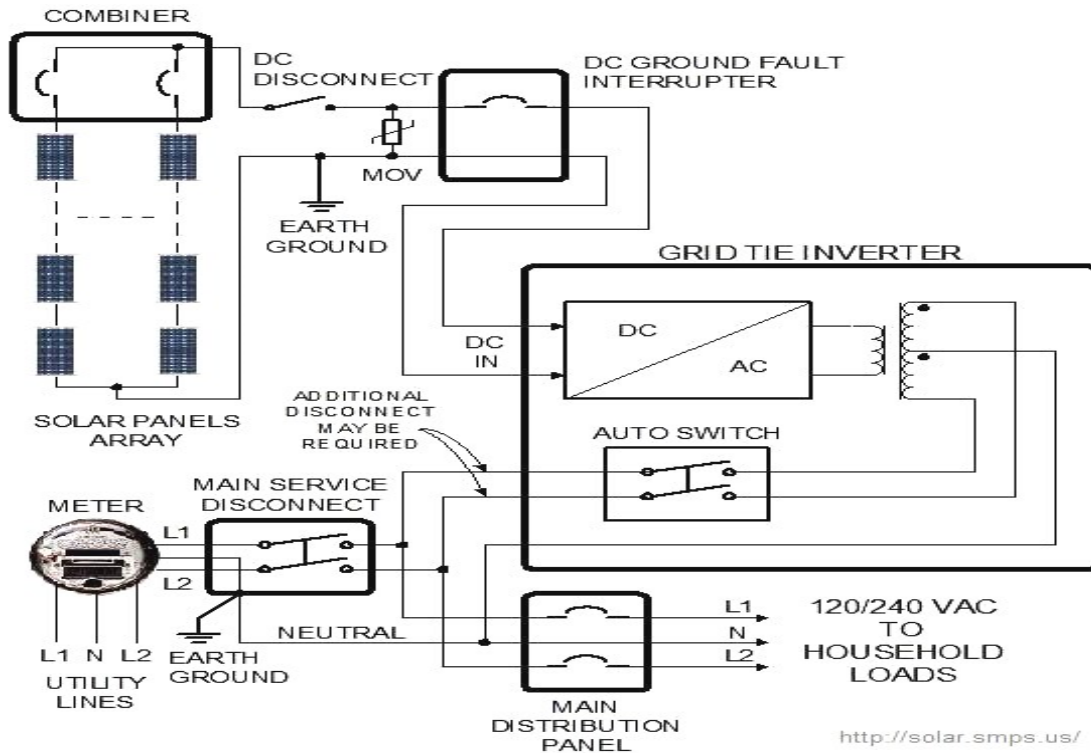 COMBINER
DC
DISCONNECT
DC GROUND FAULT
INTERRUPTER
MOV
EARTH
GROUND
GRID TIE INVERTER
DC
AC
DC
IN
SOLAR PANELS
ARRAY
ADDITIONAL
DISCONNECT
MAY BE
REQUIRED
AUTO SWITCH
MAIN SERVICE
DISCONNECT
METER
L1
L2
L1
N
L2
120/240 VAC
TO
HOUSEHOLD
LOADS
NEUTRAL
L1 N L2
UTILITY
LINES
EARTH
GROUND
MAIN
DISTRIBUTION
PANEL
http://solar.smps.us/